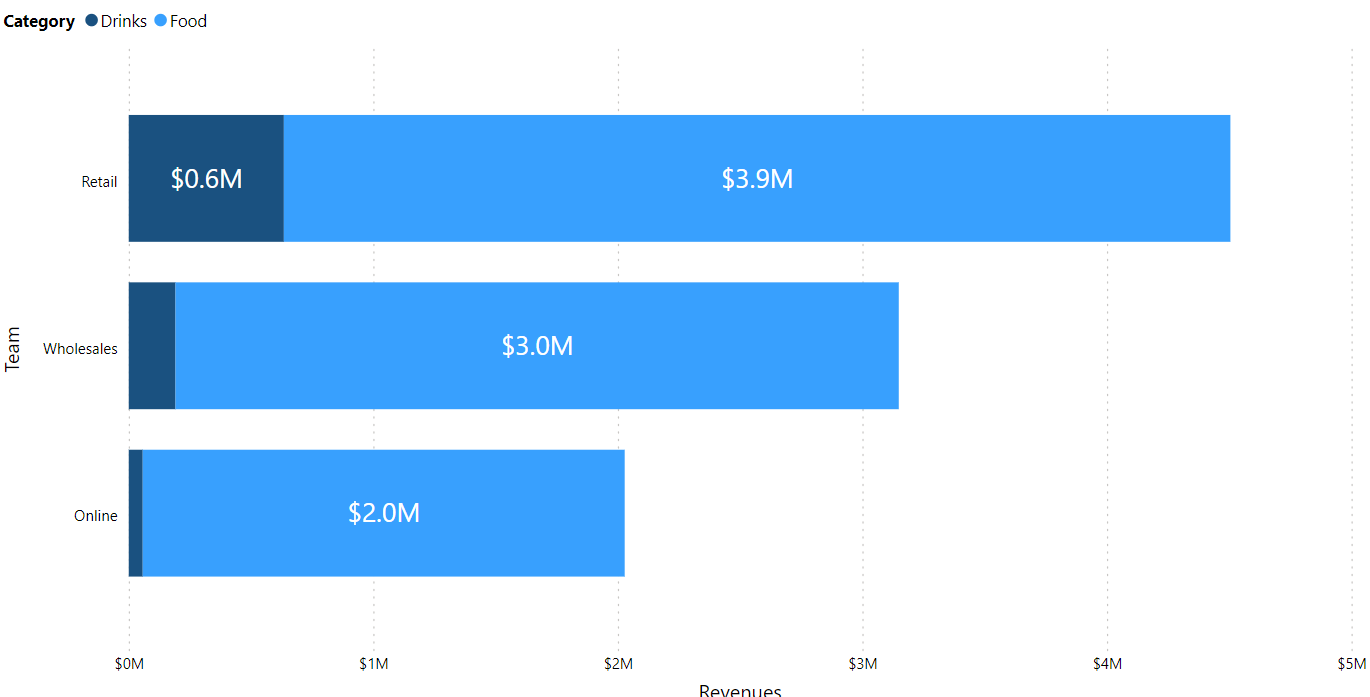 Category Drinks Food
Retail $0.6M $3.9M
Team
Wholesales $3.0M
Online $2.0M
$0M $1M $2M $3M $4M $5M
Revenues